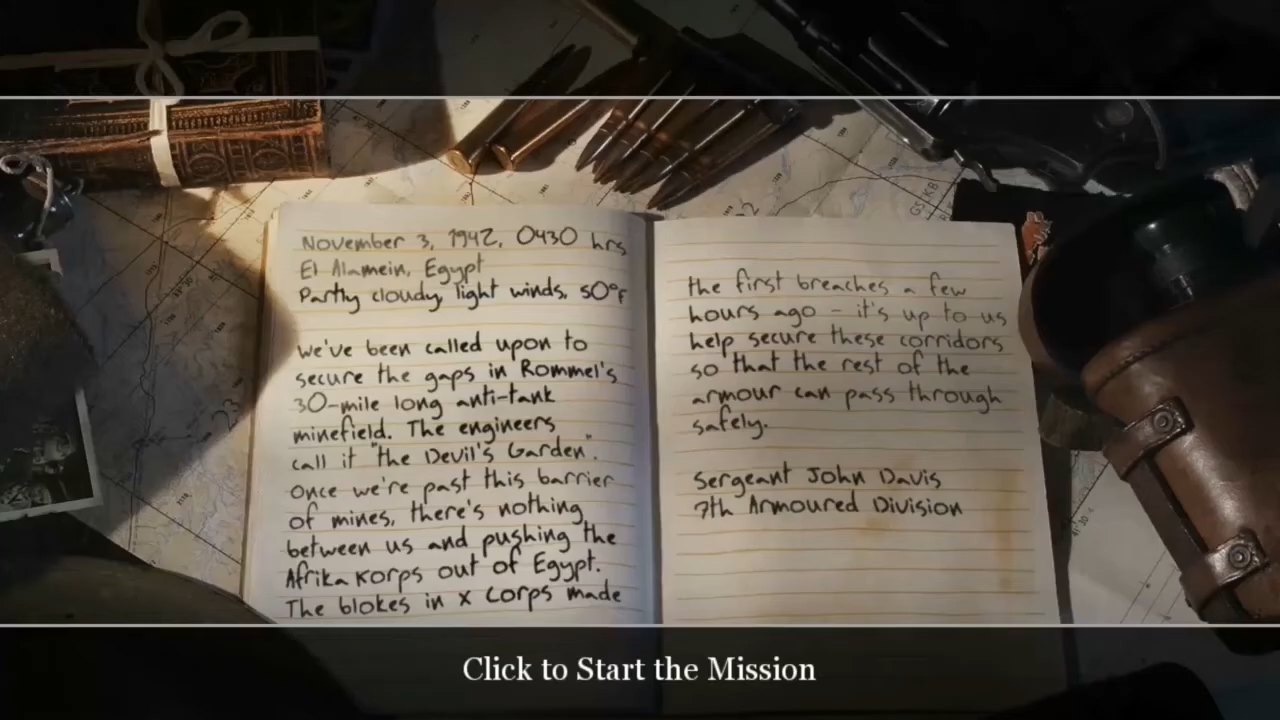 November 3, 1942, 0430 hrs
El Alamein, Egypt
Partly cloudy, light winds, 50°F
We've been called upon to
secure the gaps in Rommel's
30-mile long anti-tank
minefield. The engineers
call it "the Devil's Garden".
Once we're past this barrier
of mines, there's nothing
between us and pushing the
Afrika Korps out of Egypt.
The blokes in X Corps made
the first breaches a few
hours ago - it's up to us
help secure these corridors
so that the rest of the
armour can pass through
safely.
Sergeant John Davis
7th Armoured Division
Click to Start the Mission